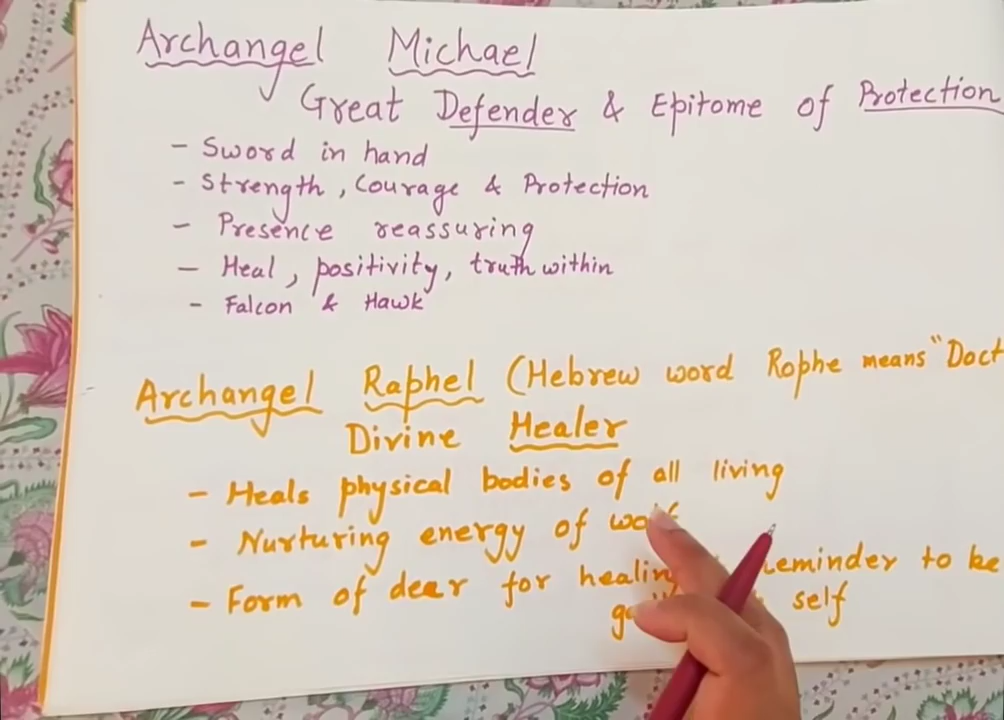 Archangel Michael
Great Defender & Epitome of Protection
- Sword in hand
- Strength, Courage & Protection
- Presence reassuring
- Heal, positivity, truth within
- Falcon & Hawk
Archangel Raphel (Hebrew word Rophe means "Doct
Divine Healer
- Heals physical bodies of all living
- Nurturing energy of
- Form of dear for healin reminder to be
self